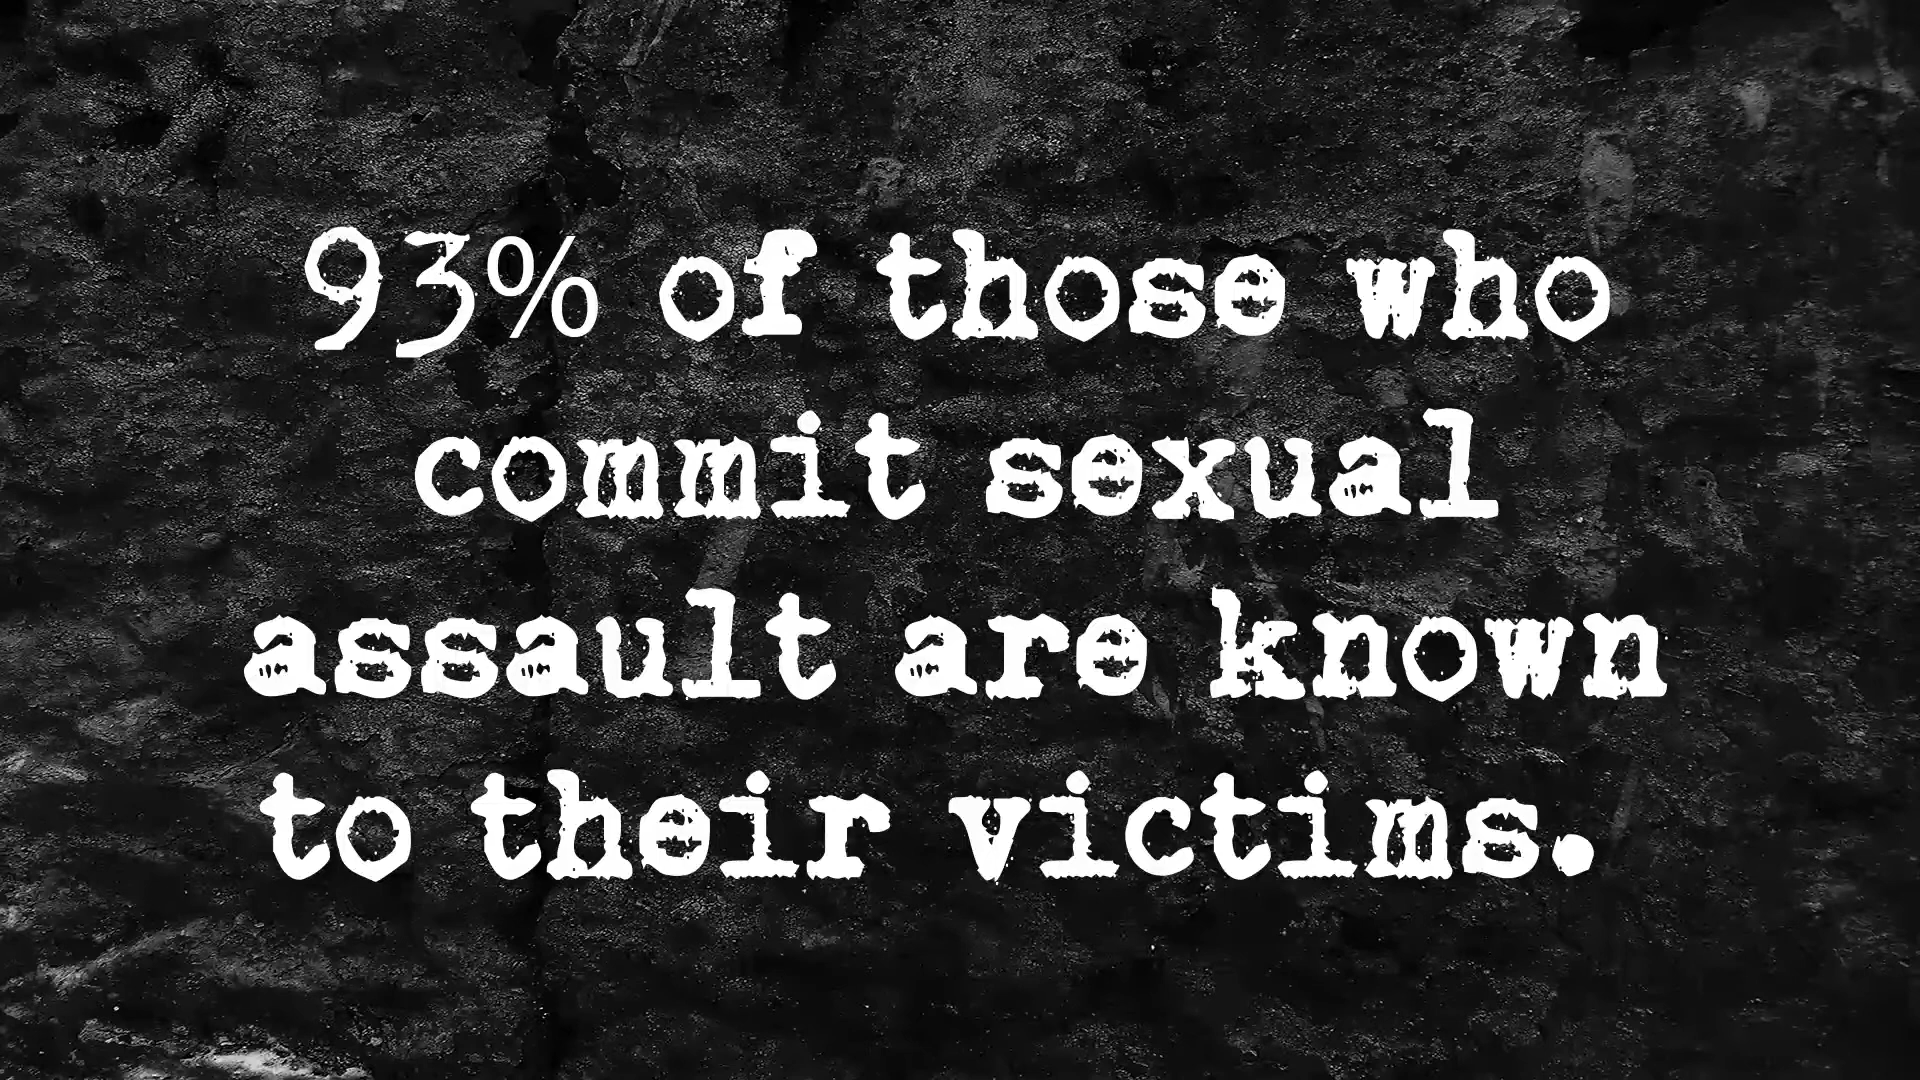 93% of those who
commit sexual
assault are known
to their victims.